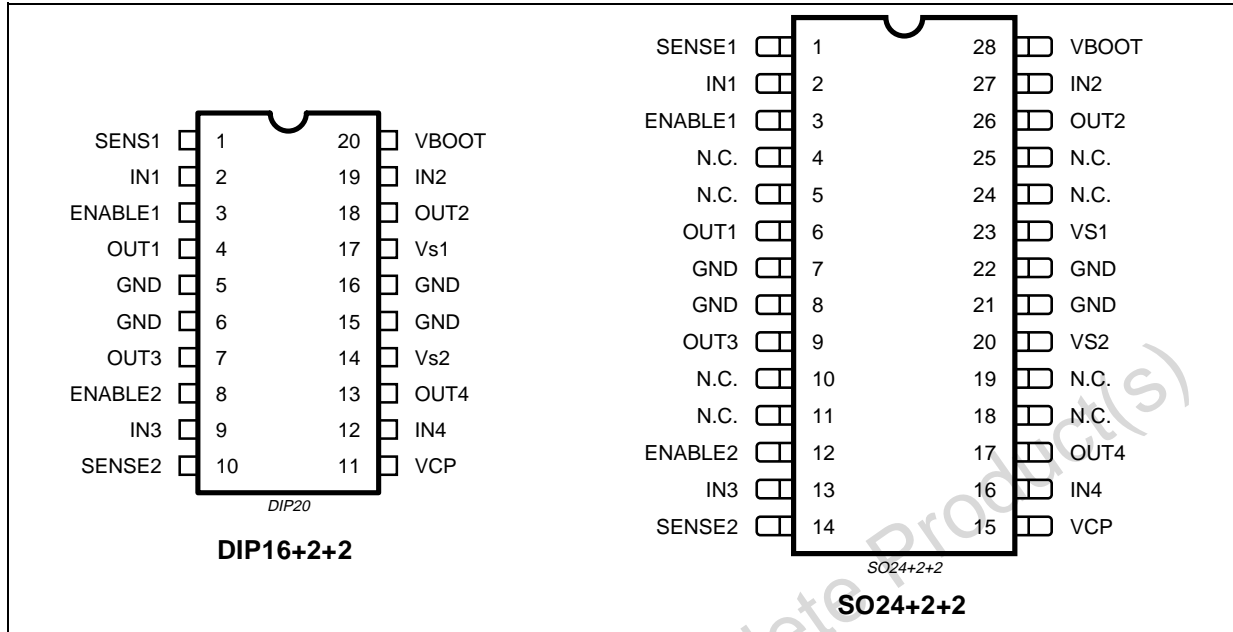 SENS1 1 20 VBOOT
IN1 2 19 IN2
ENABLE1 3 18 OUT2
OUT1 4 17 Vs1
GND 5 16 GND
GND 6 15 GND
OUT3 7 14 Vs2
ENABLE2 8 13 OUT4
IN3 9 12 IN4
SENSE2 10 11 VCP
DIP20
DIP16+2+2
SENSE1 1 28 VBOOT
IN1 2 27 IN2
ENABLE1 3 26 OUT2
N.C. 4 25 N.C.
N.C. 5 24 N.C.
OUT1 6 23 VS1
GND 7 22 GND
GND 8 21 GND
OUT3 9 20 VS2
N.C. 10 19 N.C.
N.C. 11 18 N.C.
ENABLE2 12 17 OUT4
IN3 13 16 IN4
SENSE2 14 15 VCP
SO24+2+2
SO24+2+2
Product(s)